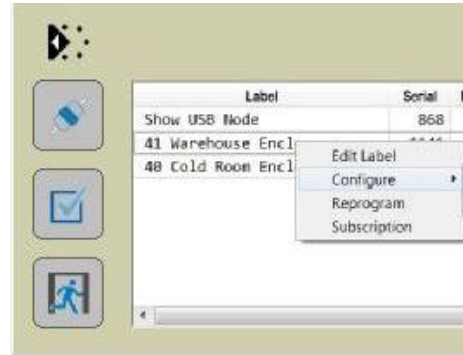 Label Serial
Show USB Node 868
41 Warehouse Encl
40 Cold Room Encl
Edit Label
Configure
Reprogram
Subscription